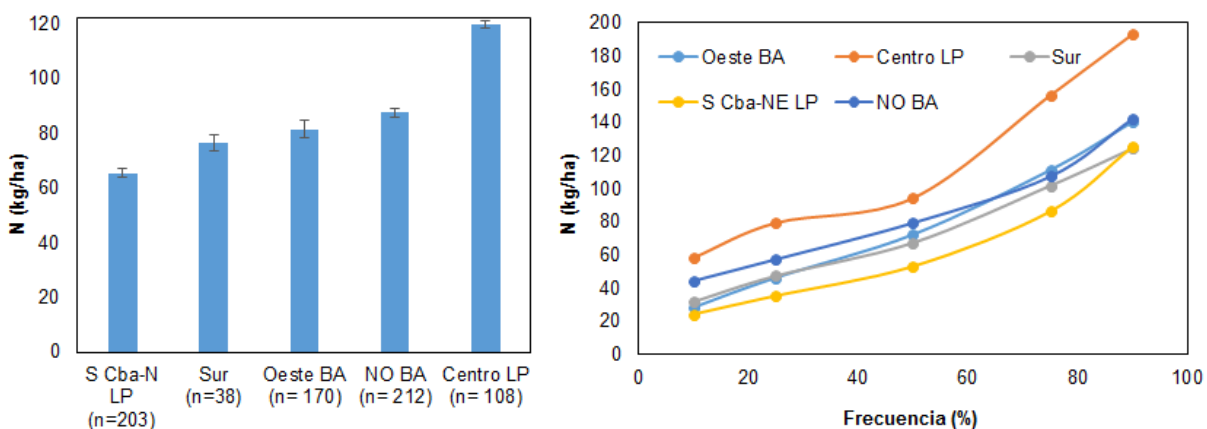 N (kg/ha)
120
100
80
60
40
20
0
S Cba-N
LP
(n=203)
Sur
(n=38)
Oeste BA
(n= 170)
NO BA
(n= 212)
Centro LP
(n= 108)
N (kg/ha)
200
180
160
140
120
100
80
60
40
20
0
Oeste BA
Centro LP
Sur
S Cba-NE LP
NO BA
0
20
40
60
80
100
Frecuencia (%)